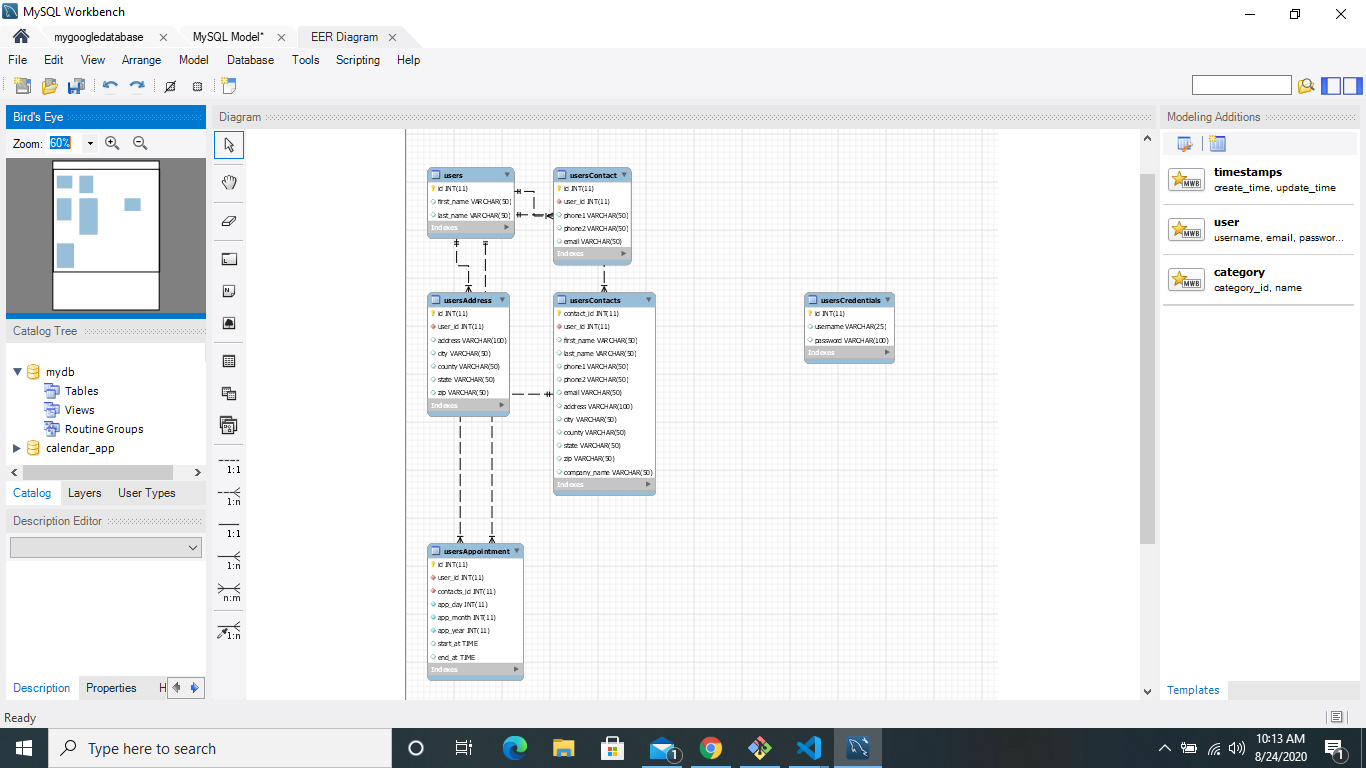 MySQL Workbench
mygoogledatabase
MySQL Model*
EER Diagram
File Edit View Arrange Model Database Tools Scripting Help
Bird's Eye
Zoom: 60%
Catalog Tree
mydb
Tables
Views
Routine Groups
calendar_app
Catalog Layers User Types
Description Editor
Description Properties H
Ready
1:1
1:n
1:1
1:n
n:m
1:n
Diagram
users
id INT(11)
first_name VARCHAR(50)
last_name VARCHAR(50)
Indexes
usersContact
id INT(11)
user_id INT(11)
phone1 VARCHAR(50)
phone2 VARCHAR(50)
email VARCHAR(50)
Indexes
usersAddress
id INT(11)
user_id INT(11)
address VARCHAR(100)
city VARCHAR(50)
county VARCHAR(50)
state VARCHAR(50)
zip VARCHAR(50)
Indexes
usersContacts
contact_id INT(11)
user_id INT(11)
first_name VARCHAR(50)
last_name VARCHAR(50)
phone1 VARCHAR(50)
phone2 VARCHAR(50)
email VARCHAR(50)
address VARCHAR(100)
city VARCHAR(50)
county VARCHAR(50)
state VARCHAR(50)
zip VARCHAR(50)
company_name VARCHAR(50)
Indexes
usersCredentials
id INT(11)
username VARCHAR(25)
password VARCHAR(100)
Indexes
usersAppointment
id INT(11)
user_id INT(11)
contacts_id INT(11)
app_day INT(11)
app_month INT(11)
app_year INT(11)
start_at TIME
end_at TIME
Indexes
Modeling Additions
MWB
timestamps
create_time, update_time
MWB
user
username, email, passwor...
MWB
category
category_id, name
Templates
Type here to search
1
10:13 AM
8/24/2020
1